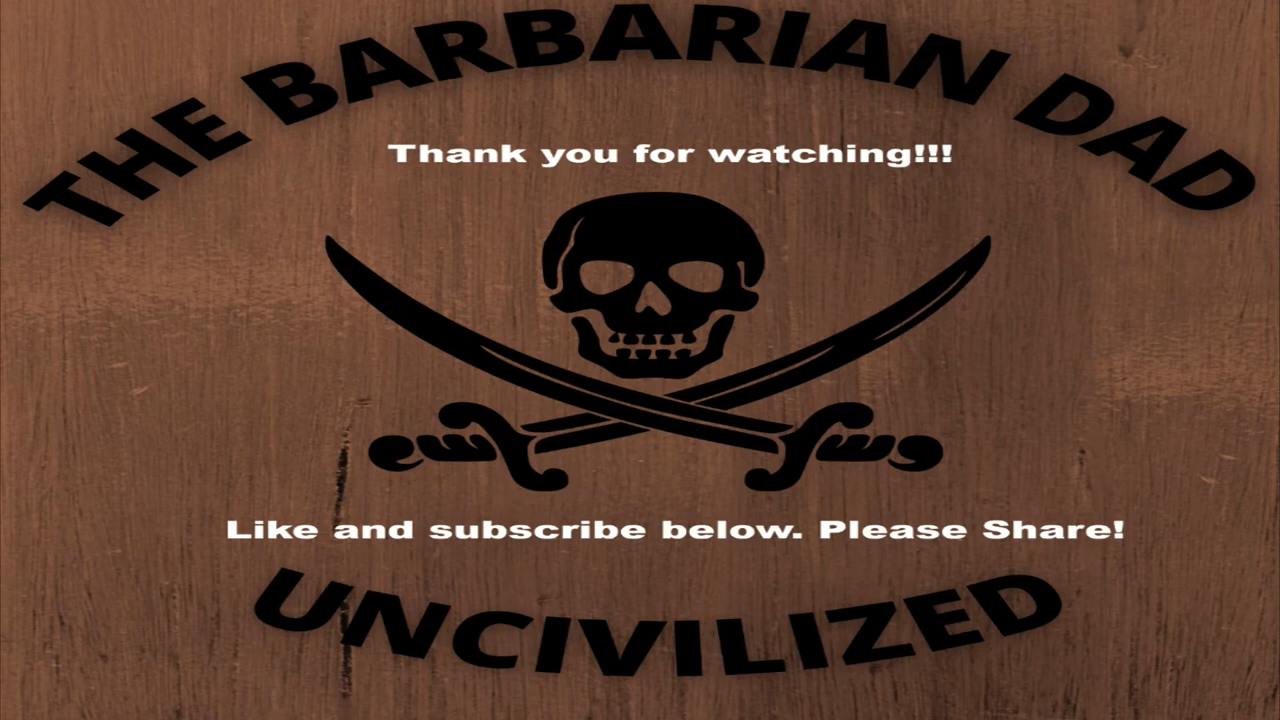 THE BARBARIAN DAD
Thank you for watching!!!
Like and subscribe below. Please Share!
UNCIVILIZED